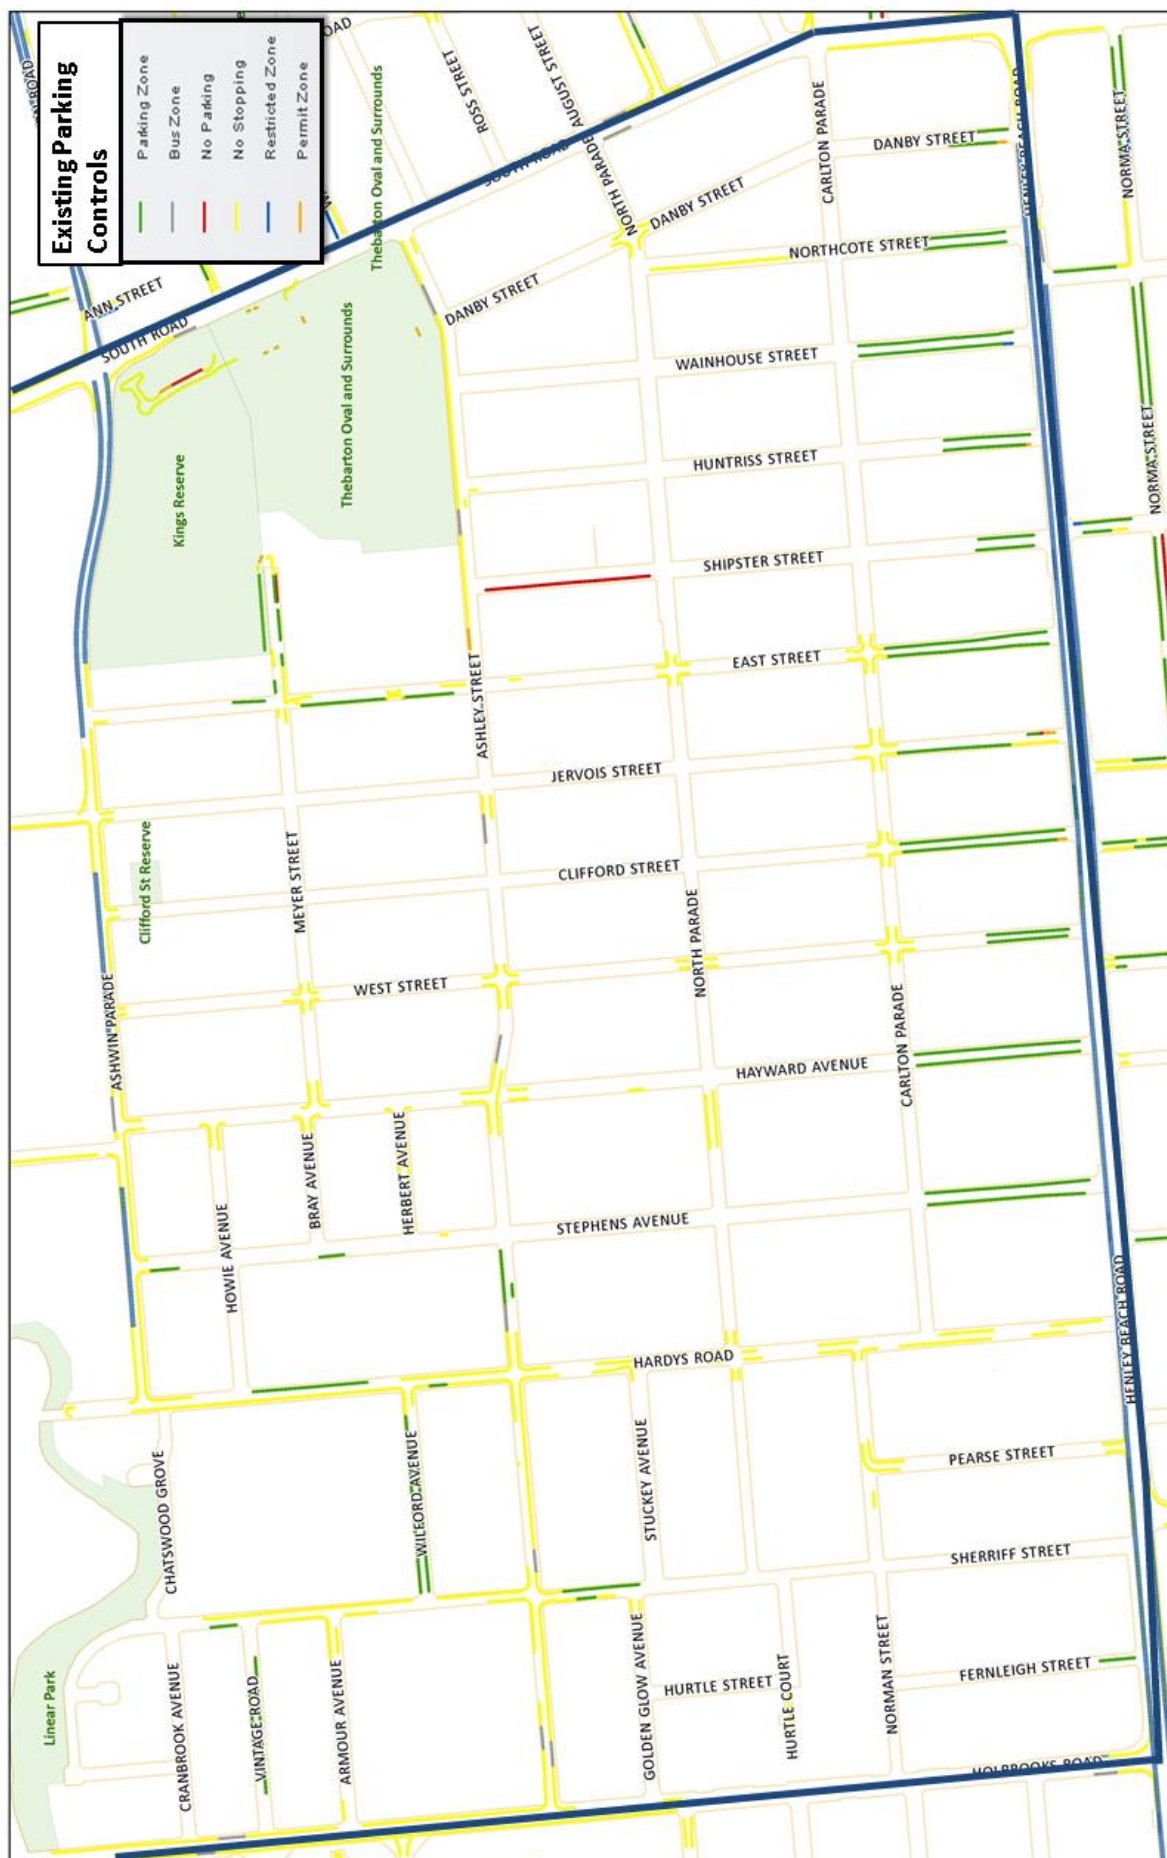 Existing Parking
Controls
Parking Zone
Bus Zone
No Parking
No Stopping
Restricted Zone
Permit Zone
ROAD
ROSS STREET
AUGUST STREET
Thebarton Oval and Surrounds
ANN STREET
SOUTH ROAD
SOUTH ROAD
NORTH PARADE
DANBY STREET
CARLTON PARADE
DANBY STREET
HENLEY BEACH ROAD
NORMA STREET
NORTHCOTE STREET
DANBY STREET
Kings Reserve
Thebarton Oval and Surrounds
WAINHOUSE STREET
HUNTRISS STREET
NORMA STREET
SHIPSTER STREET
EAST STREET
ASHLEY STREET
JERVOIS STREET
Clifford St Reserve
MEYER STREET
CLIFFORD STREET
NORTH PARADE
ASHWIN PARADE
WEST STREET
HAYWARD AVENUE
CARLTON PARADE
BRAY AVENUE
HERBERT AVENUE
HOWIE AVENUE
STEPHENS AVENUE
HENLEY BEACH ROAD
HARDYS ROAD
CHATSWOOD GROVE
WILFORD AVENUE
STUCKEY AVENUE
PEARSE STREET
SHERRIFF STREET
Linear Park
CRANBROOK AVENUE
VINTAGE ROAD
ARMOUR AVENUE
GOLDEN GLOW AVENUE
HURTLE STREET
HURTLE COURT
NORMAN STREET
FERNLEIGH STREET
HOLBROOKS ROAD